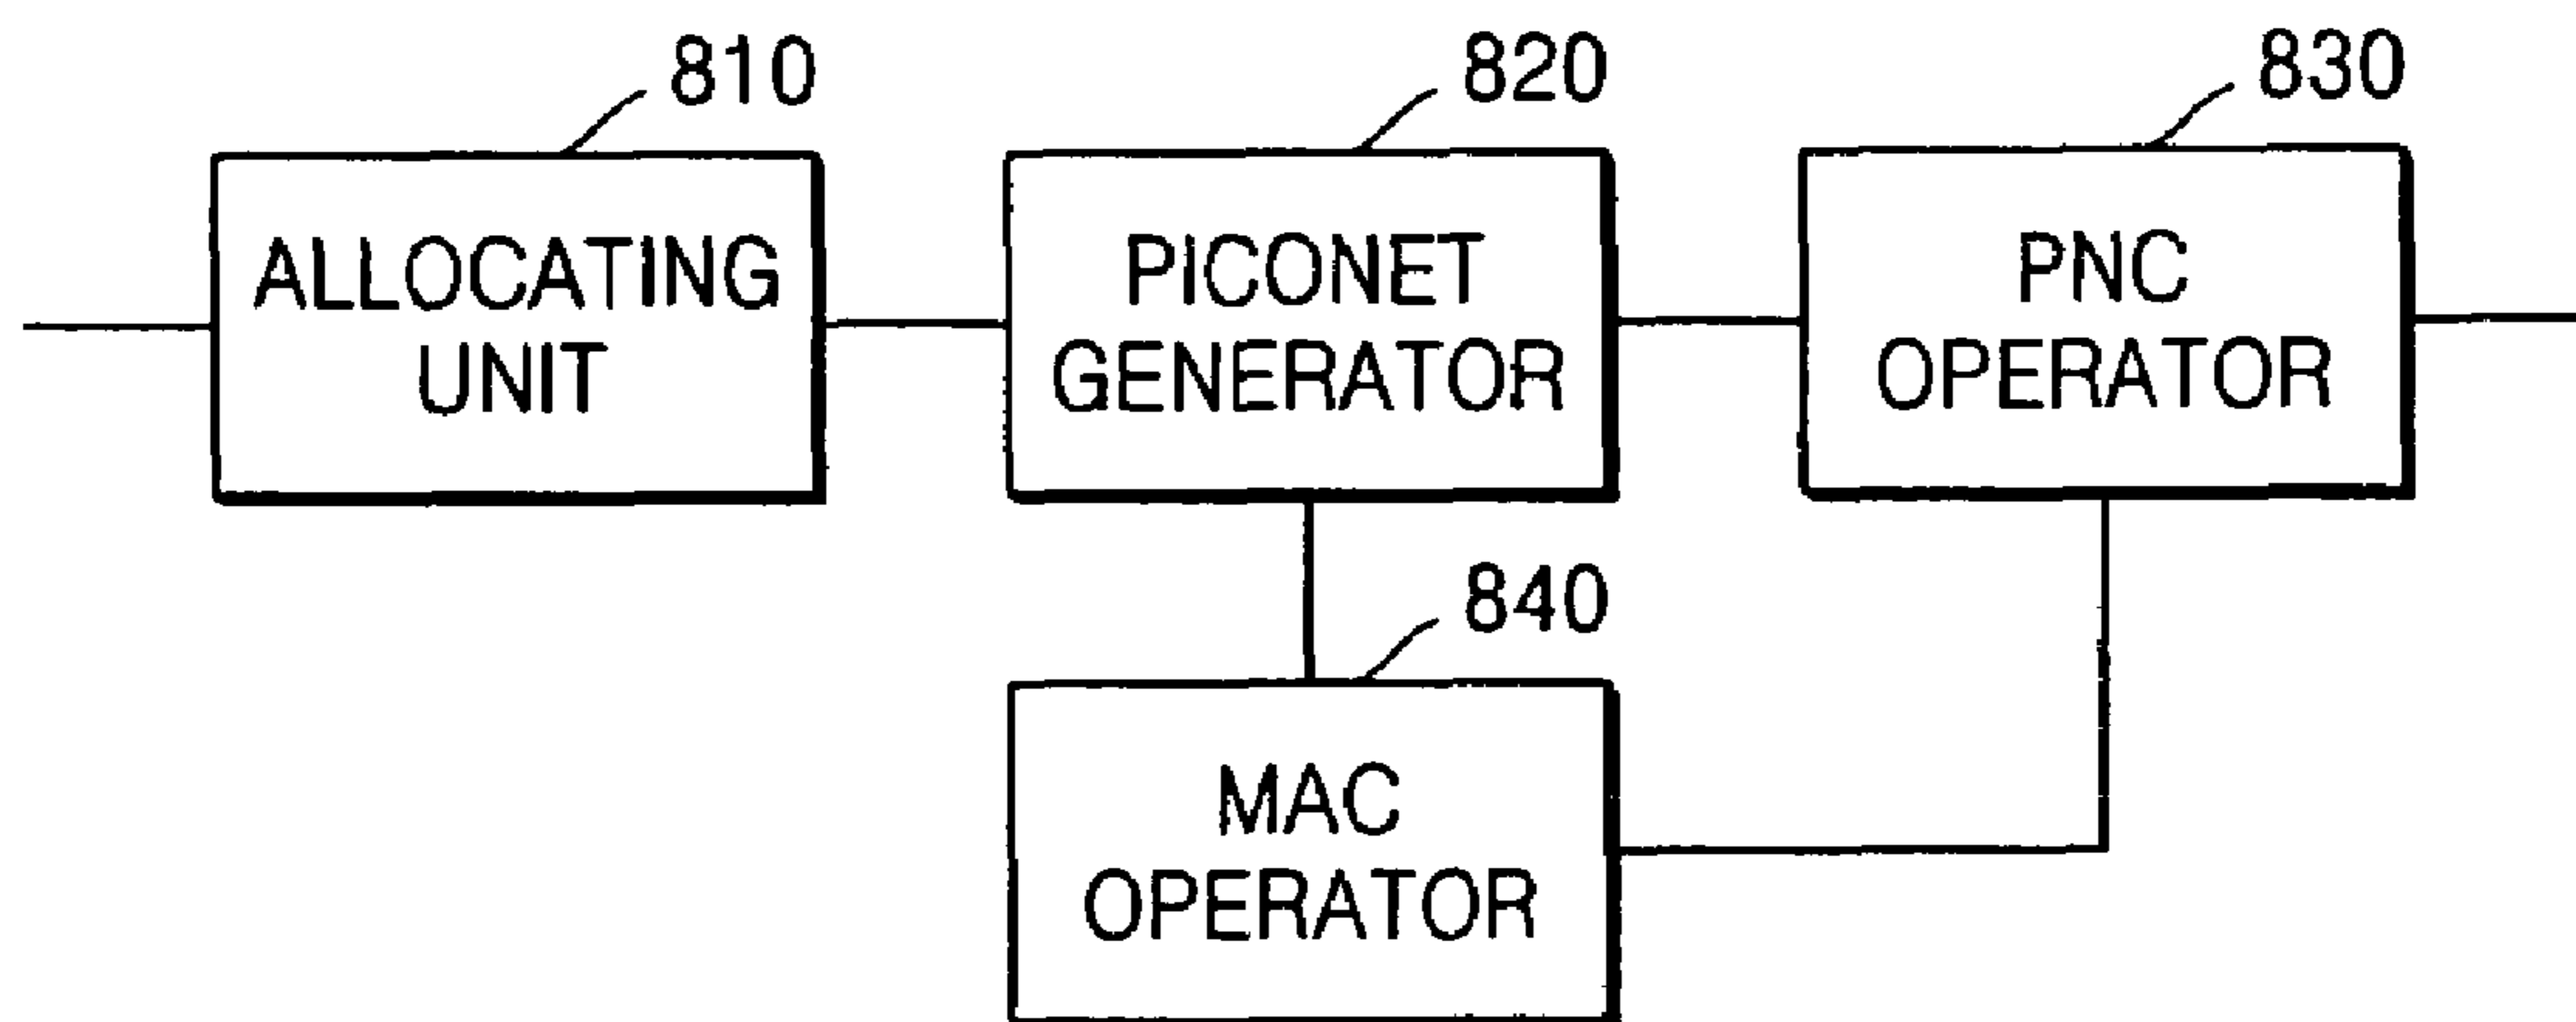 810
820
830
ALLOCATING
UNIT
PICONET
GENERATOR
PNC
OPERATOR
840
MAC
OPERATOR